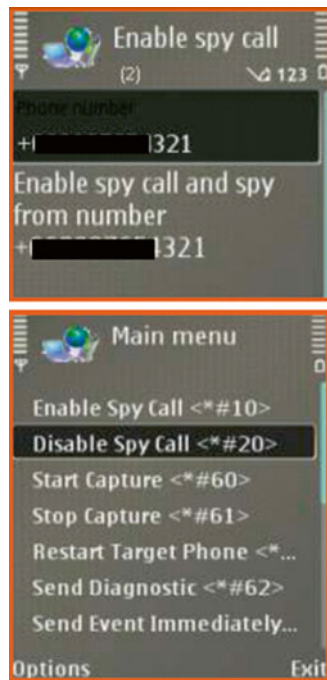 Enable spy call
(2)
123
Phone number
321
Enable spy call and spy
from number
321
Main menu
Enable Spy Call <*#10>
Disable Spy Call <*#20>
Start Capture <*#60>
Stop Capture <*#61>
Restart Target Phone <*...
Send Diagnostic <*#62>
Send Event Immediately...
Options Exit